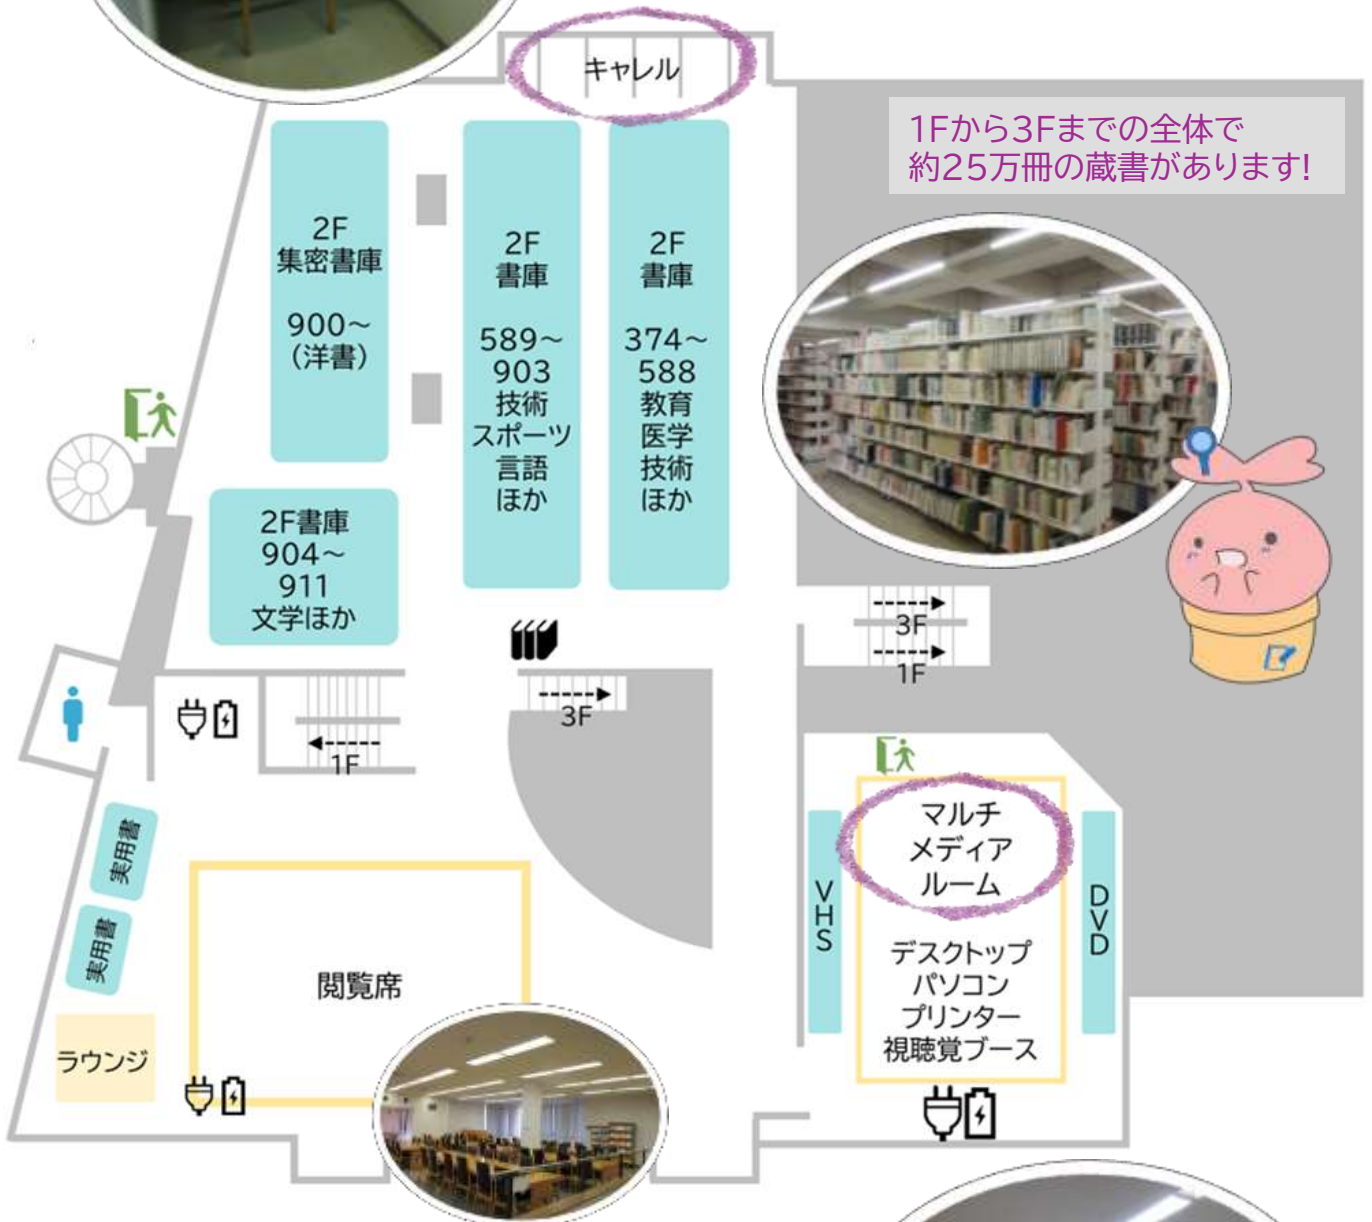 キャレル
1Fから3Fまでの全体で
約25万冊の蔵書があります!
2F
集密書庫
900～
（洋書）
2F
書庫
589～
903
技術
スポーツ
言語
ほか
2F
書庫
374～
588
教育
医学
技術
ほか
2F書庫
904～
911
文学ほか
3F
1F
3F
1F
実用書
実用書
閲覧席
ラウンジ
マルチ
メディア
ルーム
VHS
DVD
デスクトップ
パソコン
プリンター
視聴覚ブース